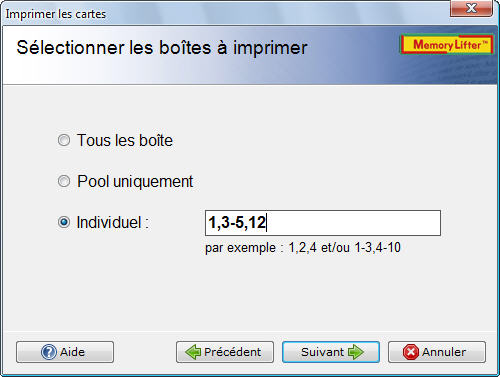 Imprimer les cartes
Sélectionner les boîtes à imprimer
MemoryLifter™
Tous les boîte
Pool uniquement
Individuel :
1,3-5,12
par exemple : 1,2,4 et/ou 1-3,4-10
Aide
Précédent
Suivant
Annuler